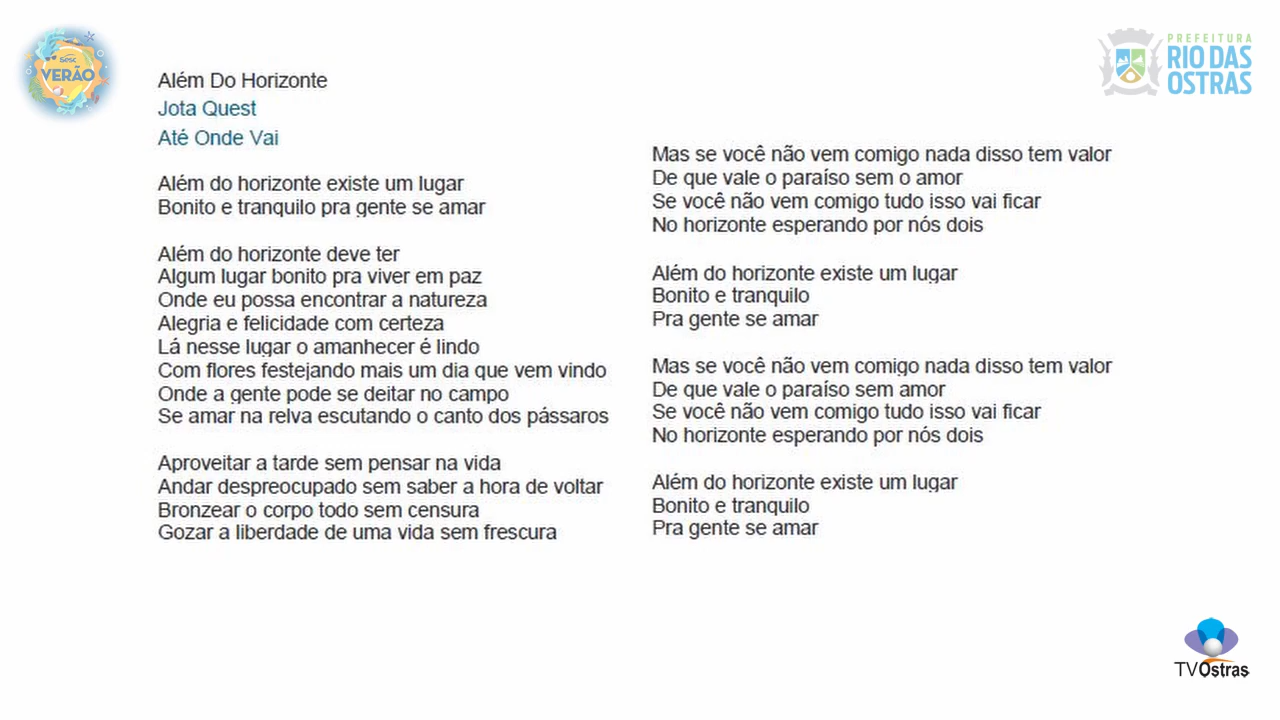 Sesc
VERÃO
PREFEITURA
RIO DAS
OSTRAS
Além Do Horizonte
Jota Quest
Até Onde Vai
Além do horizonte existe um lugar
Bonito e tranquilo pra gente se amar
Além do horizonte deve ter
Algum lugar bonito pra viver em paz
Onde eu possa encontrar a natureza
Alegria e felicidade com certeza
Lá nesse lugar o amanhecer é lindo
Com flores festejando mais um dia que vem vindo
Onde a gente pode se deitar no campo
Se amar na relva escutando o canto dos pássaros
Aproveitar a tarde sem pensar na vida
Andar despreocupado sem saber a hora de voltar
Bronzear o corpo todo sem censura
Gozar a liberdade de uma vida sem frescura
Mas se você não vem comigo nada disso tem valor
De que vale o paraíso sem o amor
Se você não vem comigo tudo isso vai ficar
No horizonte esperando por nós dois
Além do horizonte existe um lugar
Bonito e tranquilo
Pra gente se amar
Mas se você não vem comigo nada disso tem valor
De que vale o paraíso sem amor
Se você não vem comigo tudo isso vai ficar
No horizonte esperando por nós dois
Além do horizonte existe um lugar
Bonito e tranquilo
Pra gente se amar
TVOstras